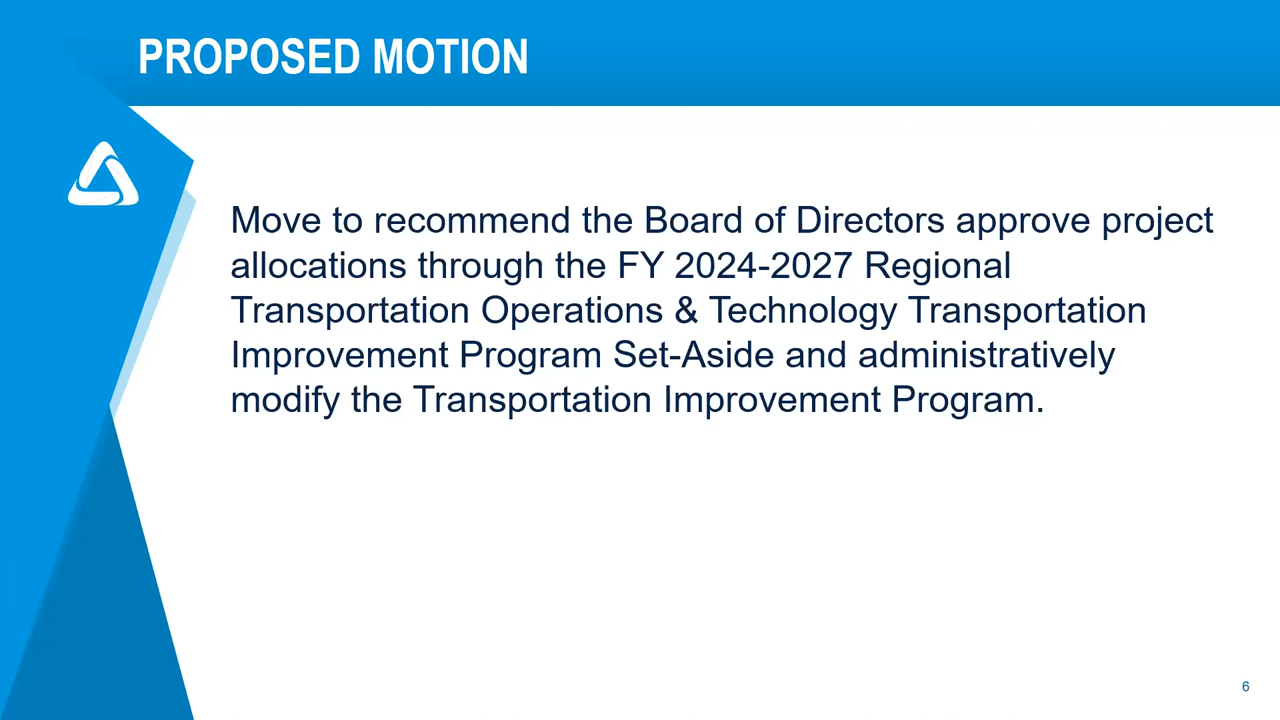 PROPOSED MOTION
Move to recommend the Board of Directors approve project
allocations through the FY 2024-2027 Regional
Transportation Operations & Technology Transportation
Improvement Program Set-Aside and administratively
modify the Transportation Improvement Program.
6